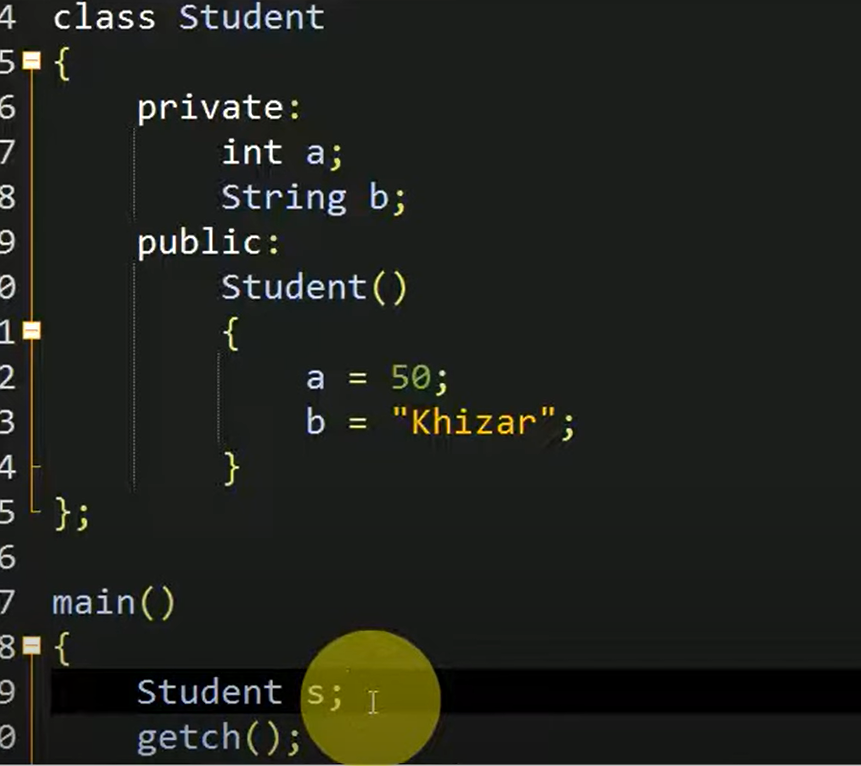 4 class Student
5 {
6 private:
7 int a;
8 String b;
9 public:
0 Student()
1 {
2 a = 50;
3 b = "Khizar";
4 }
5 };
6
7 main()
8 {
9 Student s;
0 getch();